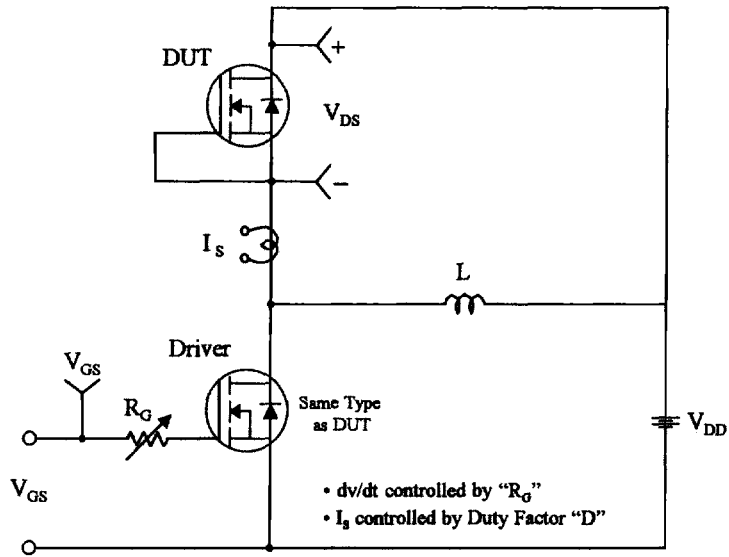 DUT
+
V_DS
−
I_S
L
Driver
V_GS
R_G
Same Type
as DUT
V_DD
V_GS
• dv/dt controlled by “R_G”
• I_S controlled by Duty Factor “D”